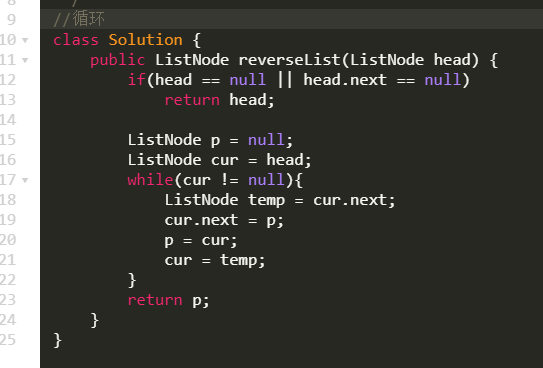 8
9 //循环
10 class Solution {
11     public ListNode reverseList(ListNode head) {
12         if(head == null || head.next == null)
13             return head;
14
15         ListNode p = null;
16         ListNode cur = head;
17         while(cur != null){
18             ListNode temp = cur.next;
19             cur.next = p;
20             p = cur;
21             cur = temp;
22         }
23         return p;
24     }
25 }